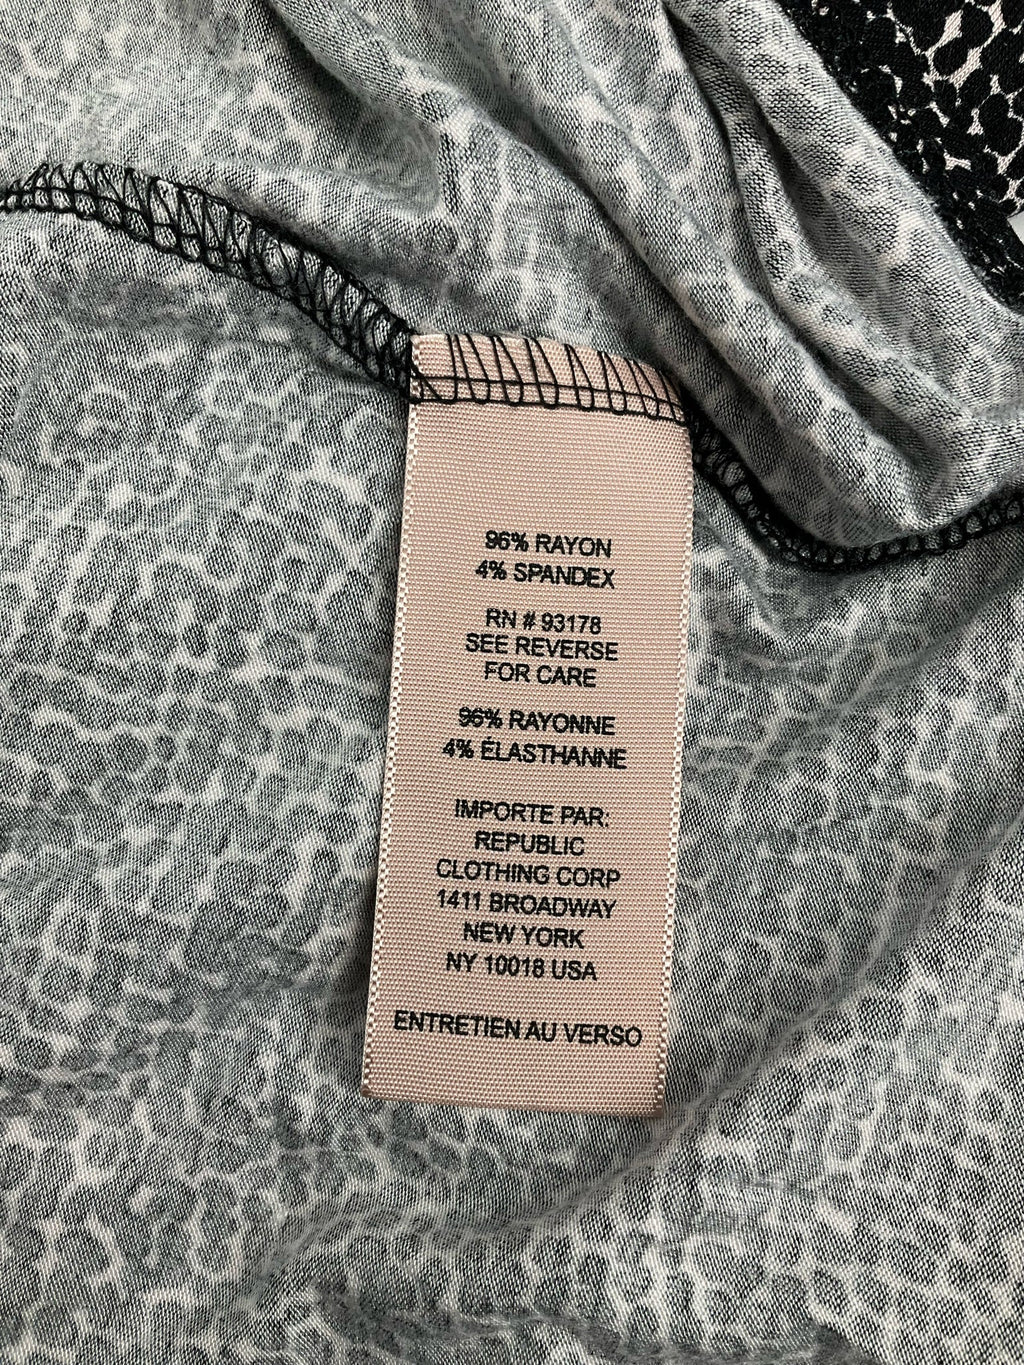 96% RAYON
4% SPANDEX
RN # 93178
SEE REVERSE
FOR CARE
96% RAYONNE
4% ÉLASTHANNE
IMPORTE PAR:
REPUBLIC
CLOTHING CORP
1411 BROADWAY
NEW YORK
NY 10018 USA
ENTRETIEN AU VERSO